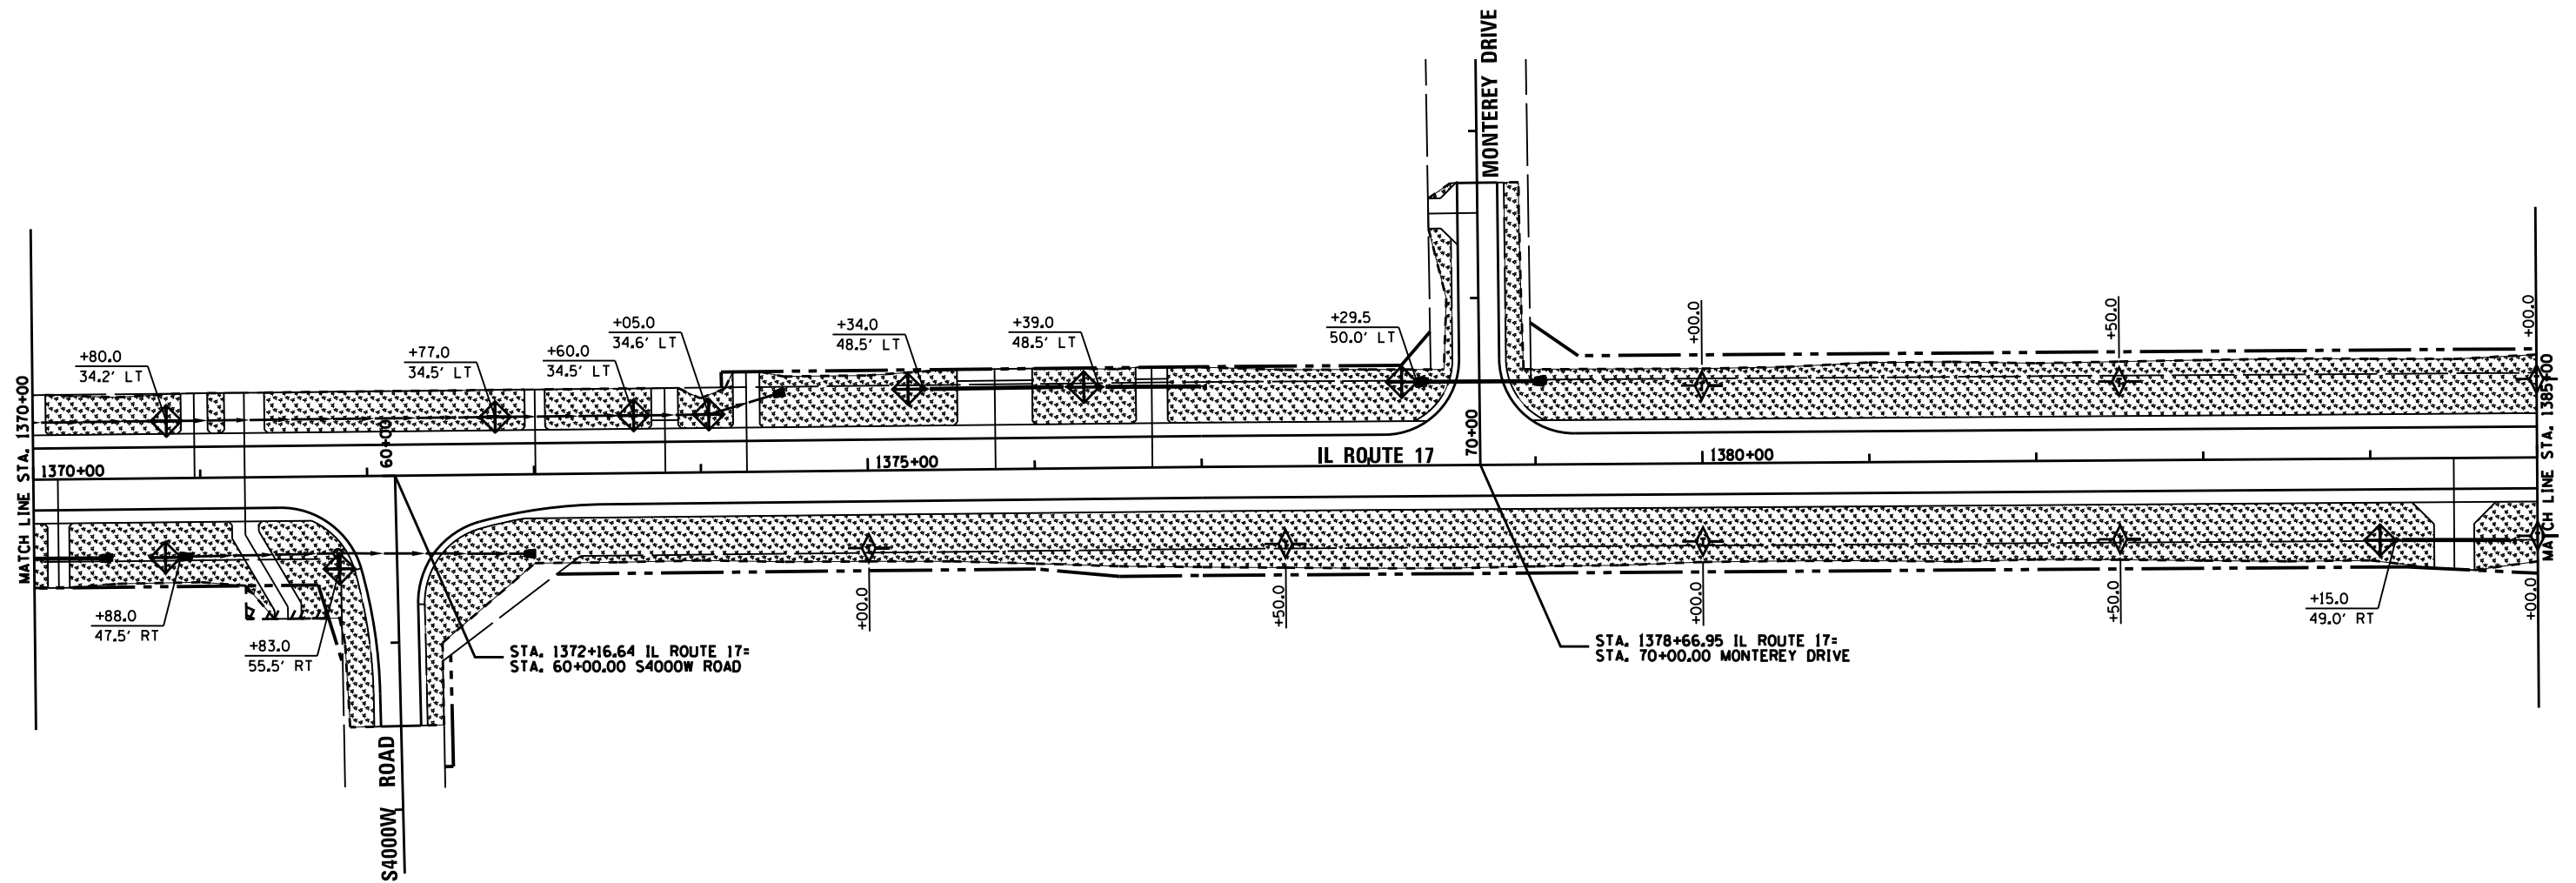 MONTEREY DRIVE
+80.0
34.2' LT
+77.0
34.5' LT
+60.0
34.5' LT
+05.0
34.6' LT
+34.0
48.5' LT
+39.0
48.5' LT
+29.5
50.0' LT
+00.0
+50.0
+00.0
MATCH LINE STA. 1370+00
1370+00
60+00
1375+00
IL ROUTE 17
70+00
1380+00
MATCH LINE STA. 1385+00
+88.0
47.5' RT
+83.0
55.5' RT
+00.0
+50.0
+00.0
+50.0
+15.0
49.0' RT
+00.0
STA. 1372+16.64 IL ROUTE 17=
STA. 60+00.00 S4000W ROAD
STA. 1378+66.95 IL ROUTE 17=
STA. 70+00.00 MONTEREY DRIVE
S4000W ROAD